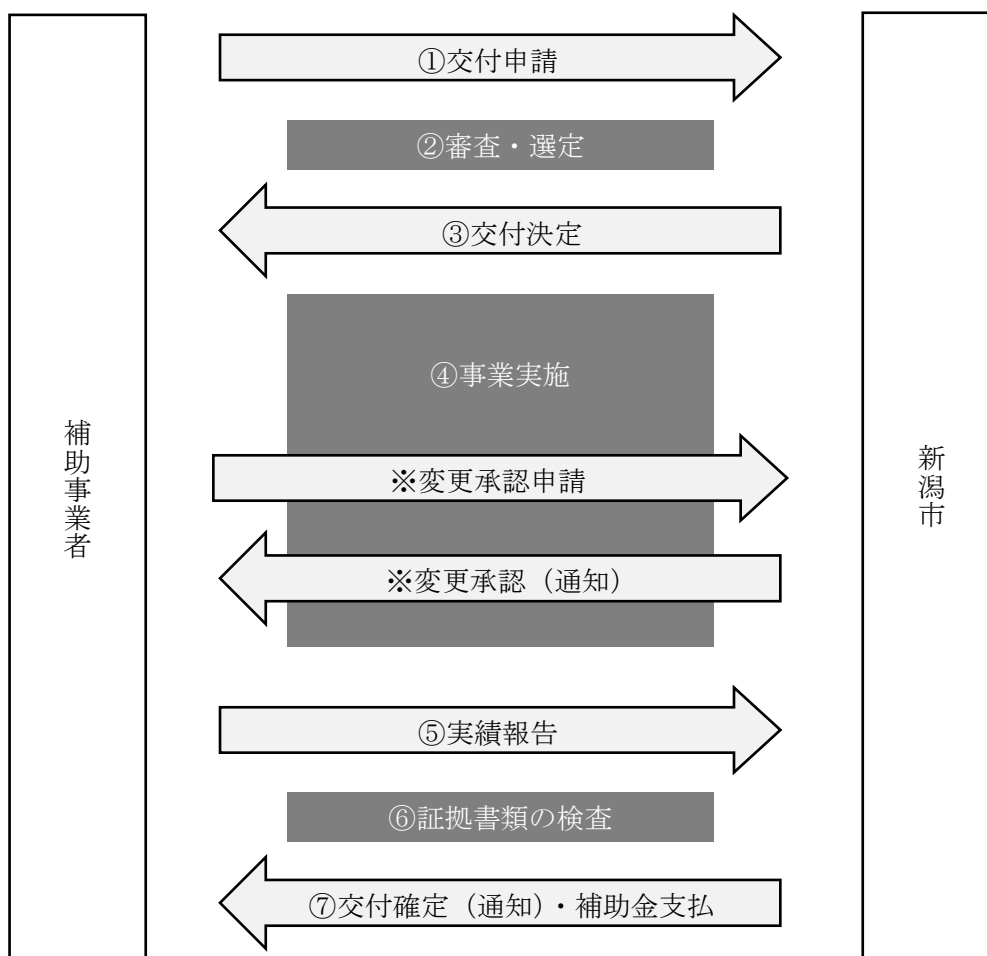 ①交付申請
②審査・選定
③交付決定
④事業実施
補助事業者
新潟市
※変更承認申請
※変更承認（通知）
⑤実績報告
⑥証拠書類の検査
⑦交付確定（通知）・補助金支払